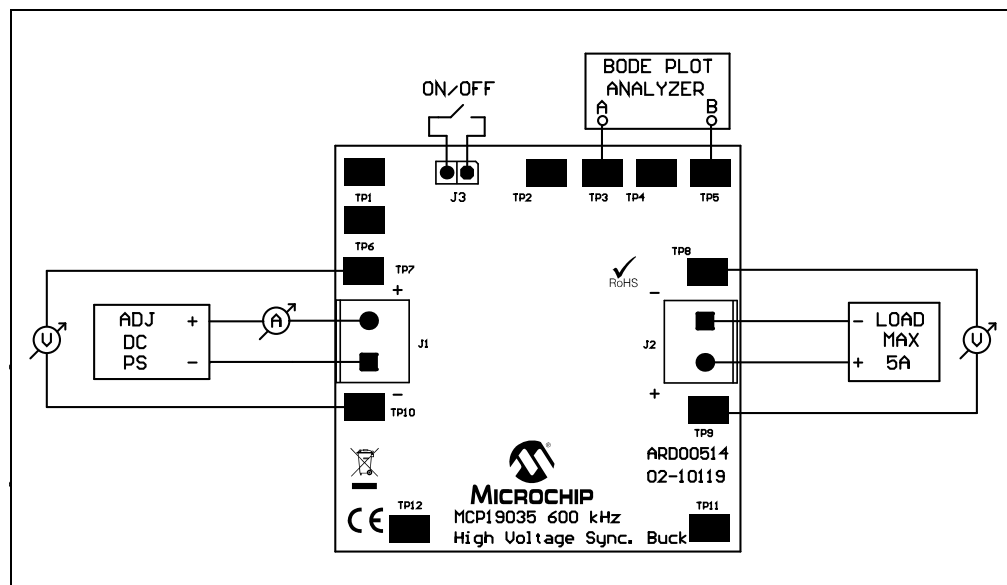 BODE PLOT
ANALYZER
A B
ON/OFF
TP1
J3
TP2 TP3 TP4 TP5
TP6
TP7
TP8
RoHS
+
-
ADJ +
DC
PS -
A
V
J1
J2
- LOAD
MAX
+ 5A
V
-
+
TP10
TP9
ARD00514
02-10119
MICROCHIP
®
TP12
TP11
CE
MCP19035 600 kHz
High Voltage Sync. Buck